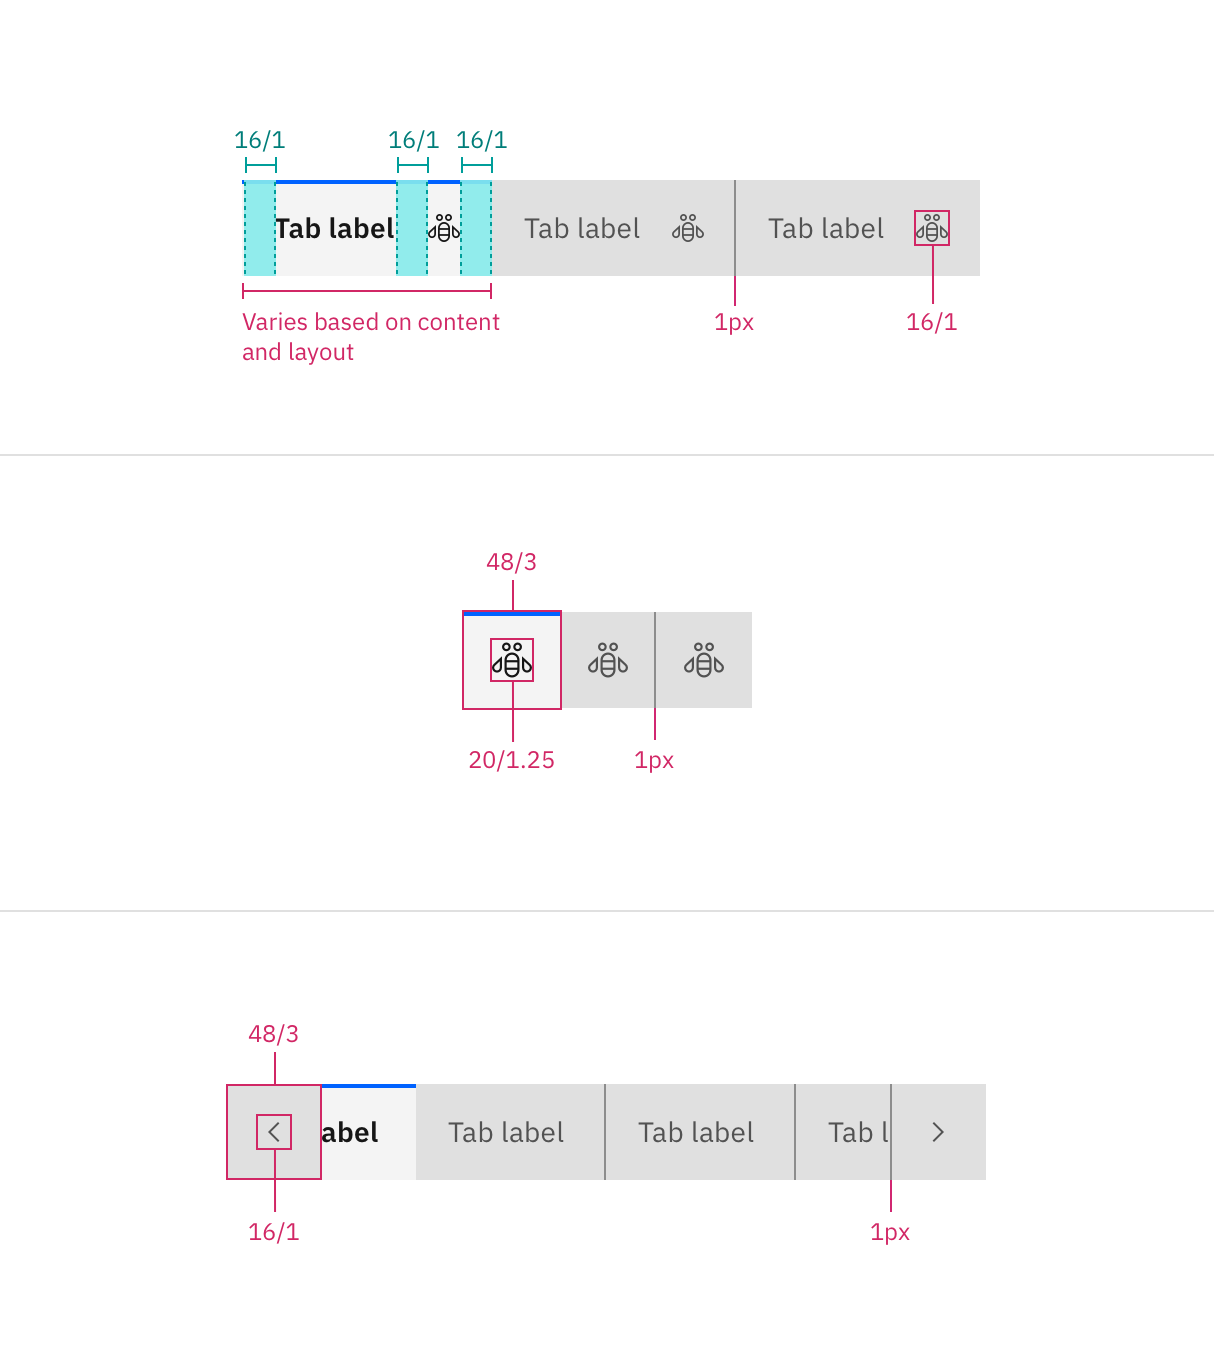 16/1 16/1 16/1
Tab label Tab label Tab label
Varies based on content
and layout
1px 16/1
48/3
20/1.25 1px
48/3
abel Tab label Tab label Tab l
16/1 1px